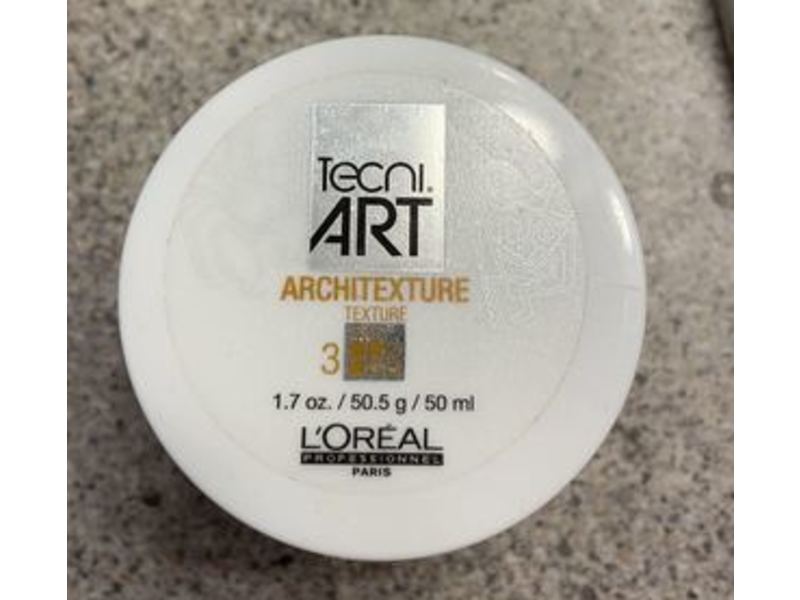 Tecni.
ART
ARCHITEXTURE
TEXTURE
3
1.7 oz. / 50.5 g / 50 ml
L'ORÉAL
PROFESSIONNEL
PARIS